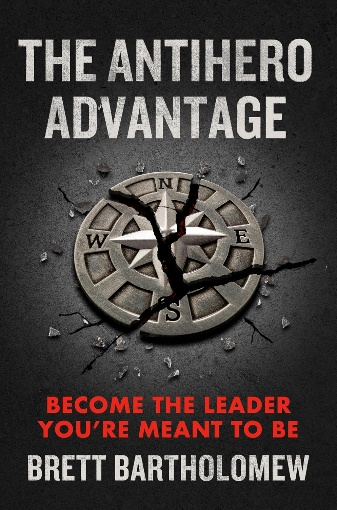 THE ANTIHERO
ADVANTAGE
N
W
E
S
BECOME THE LEADER
YOU'RE MEANT TO BE
BRETT BARTHOLOMEW